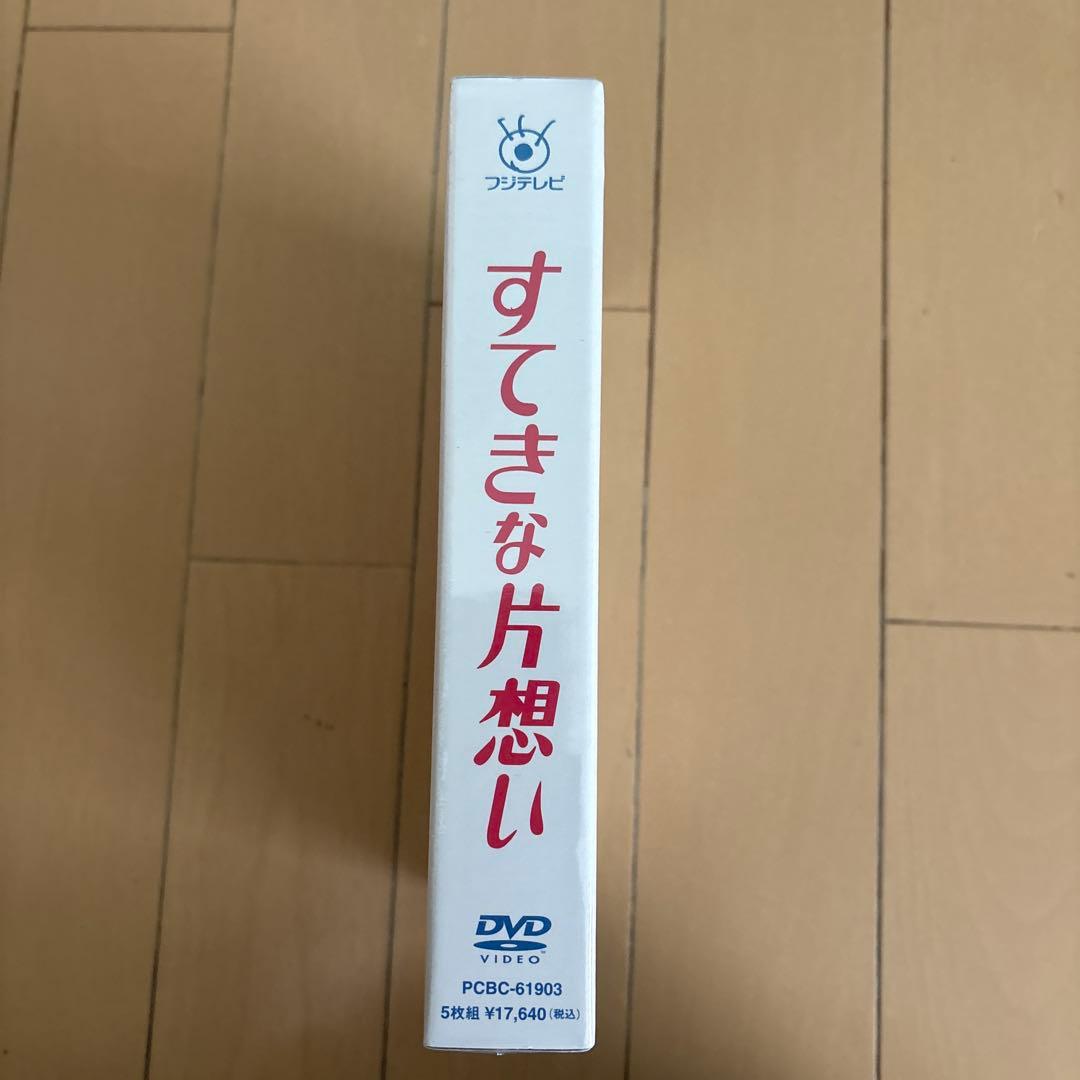 フジテレビ
すてきな片想い
DVD
VIDEO™
PCBC-61903
5枚組 ¥17,640(税込)